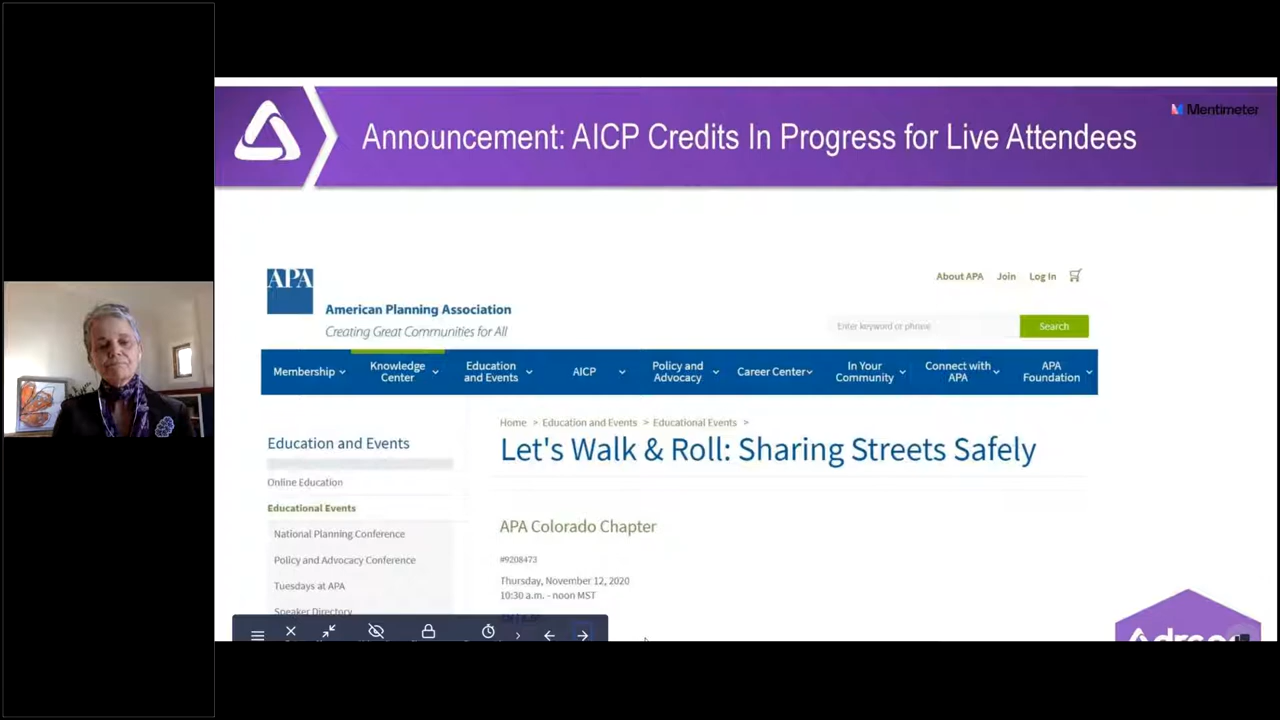 Announcement: AICP Credits In Progress for Live Attendees
Mentimeter
APA
American Planning Association
Creating Great Communities for All
About APA Join Log In
Enter keyword or phrase
Search
Membership
Knowledge
Center
Education
and Events
AICP
Policy and
Advocacy
Career Center
In Your
Community
Connect with
APA
APA
Foundation
Education and Events
Online Education
Educational Events
National Planning Conference
Policy and Advocacy Conference
Tuesdays at APA
Speaker Directory
Home > Education and Events > Educational Events >
Let's Walk & Roll: Sharing Streets Safely
APA Colorado Chapter
#9208473
Thursday, November 12, 2020
10:30 a.m. - noon MST